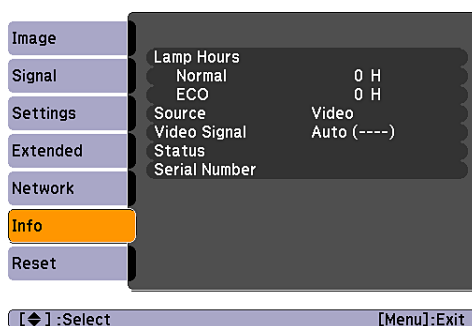 Image
Signal
Settings
Extended
Network
Info
Reset
Lamp Hours
Normal 0 H
ECO 0 H
Source Video
Video Signal Auto (----)
Status
Serial Number
[◆] :Select [Menu]:Exit